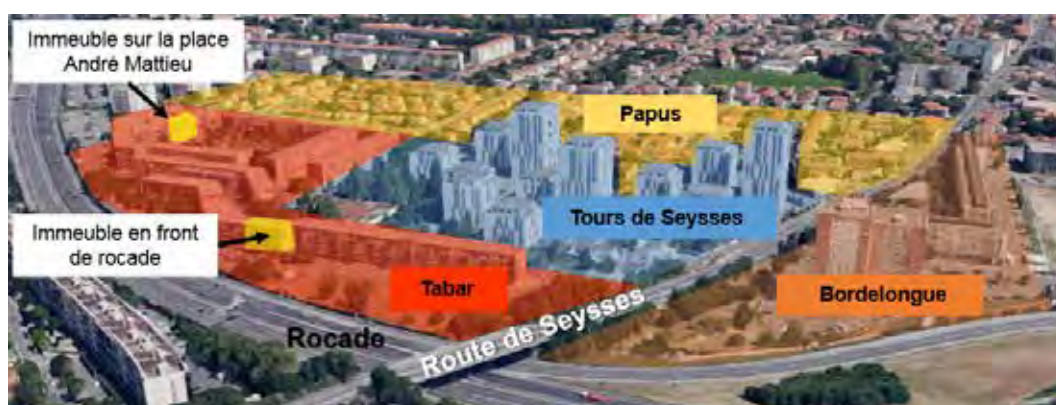 Immeuble sur la place
André Mattieu
Papus
Tours de Seysses
Immeuble en front
de rocade
Tabar
Bordelongue
Route de Seysses
Rocade